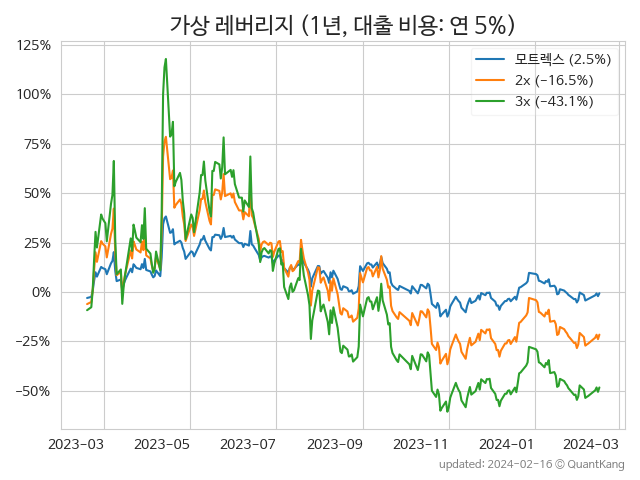 가상 레버리지 (1년, 대출 비용: 연 5%)
125%
100%
75%
50%
25%
0%
−25%
−50%
모트렉스 (2.5%)
2x (−16.5%)
3x (−43.1%)
2023-03 2023-05 2023-07 2023-09 2023-11 2024-01 2024-03
updated: 2024-02-16 © QuantKang